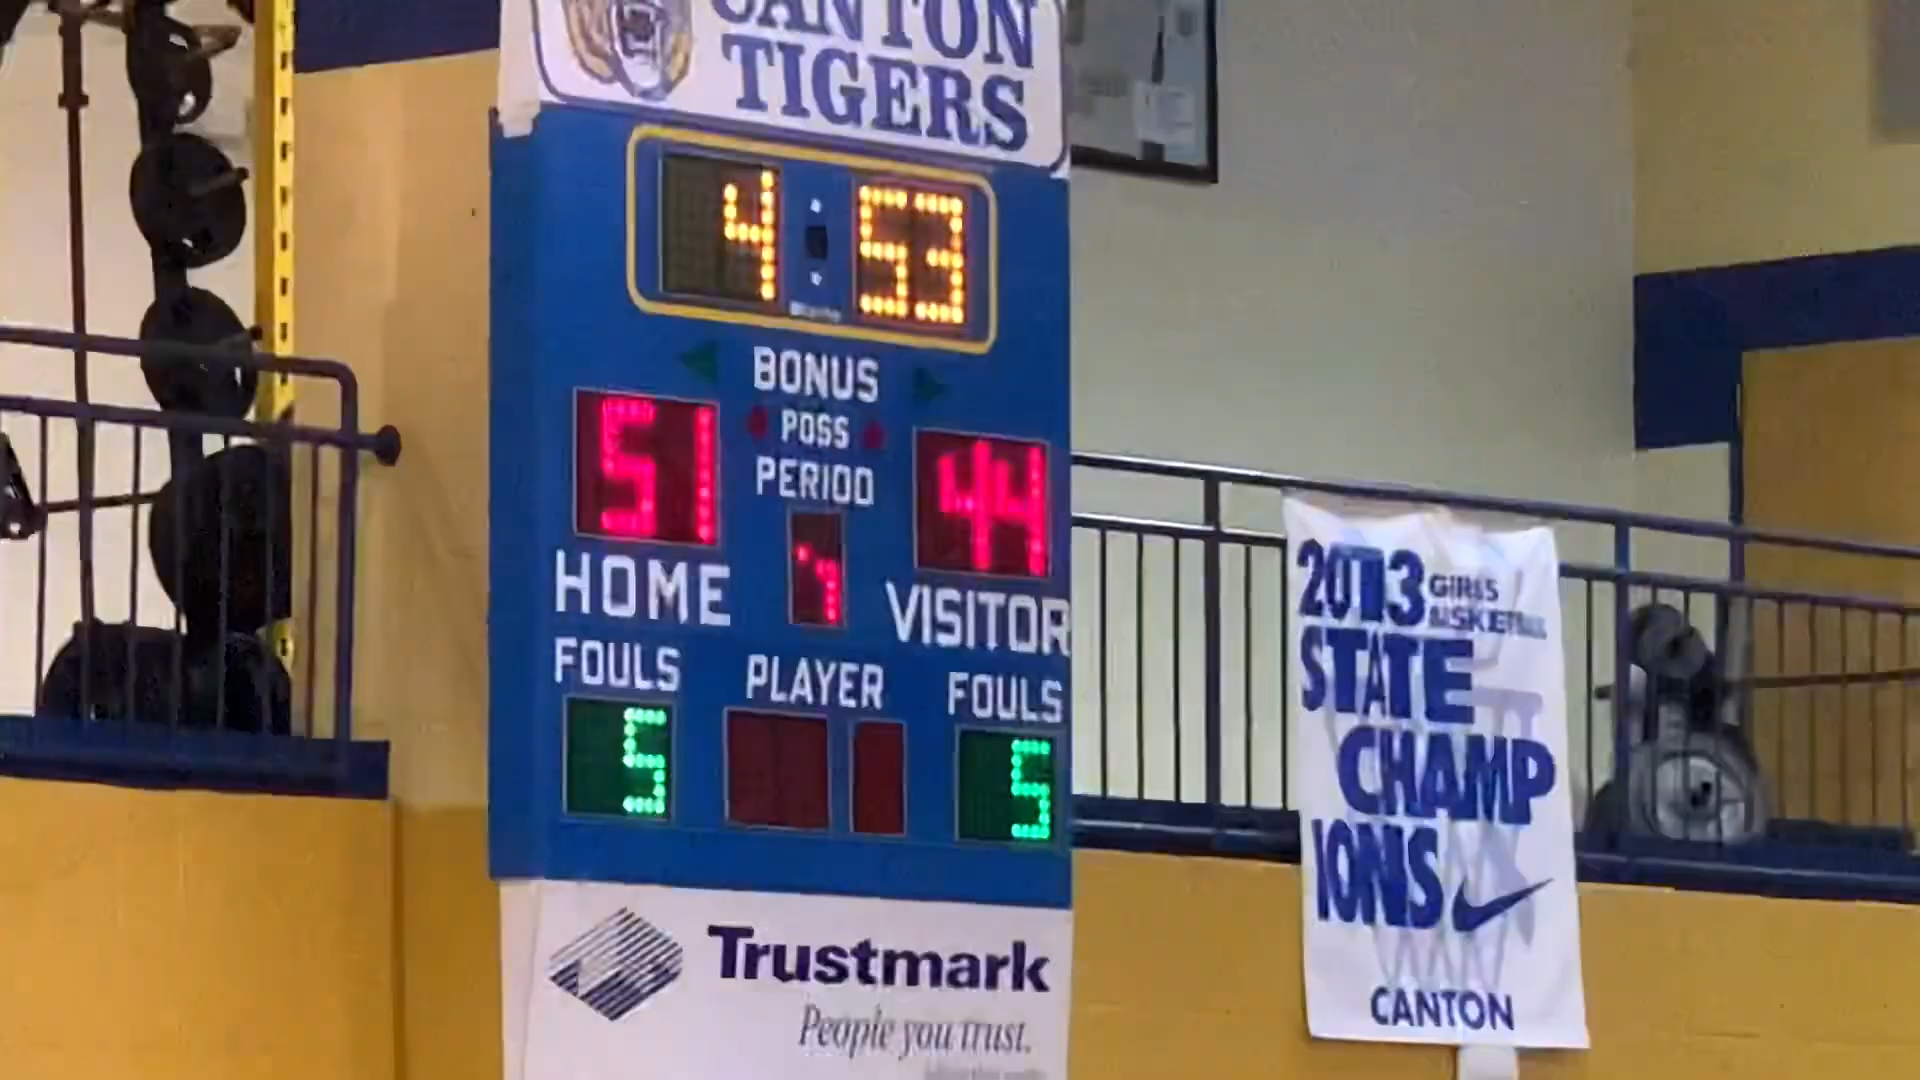 CANTON
TIGERS
4:53
BONUS
51 POSS 44
PERIOD
HOME VISITOR
FOULS PLAYER FOULS
5 5
Trustmark
People you trust.
2013 GIRLS
BASKETBALL
STATE
CHAMP
IONS
CANTON